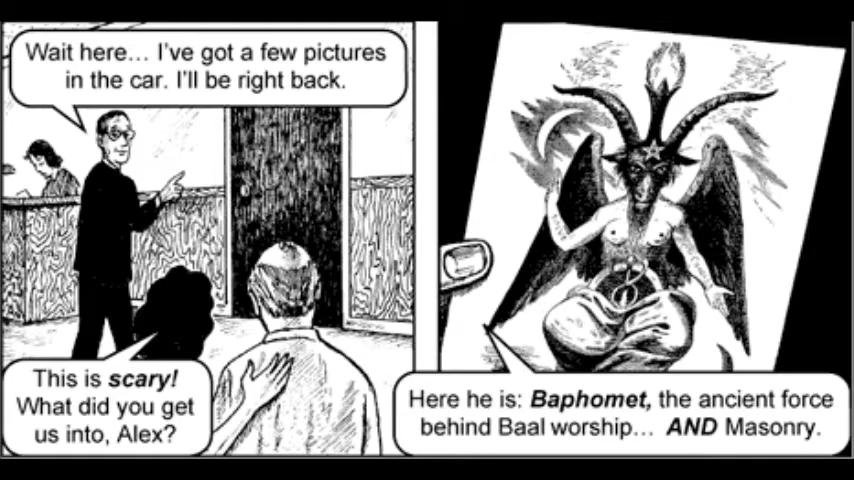 Wait here... I've got a few pictures
in the car. I'll be right back.
This is scary!
What did you get
us into, Alex?
Here he is: Baphomet, the ancient force
behind Baal worship... AND Masonry.